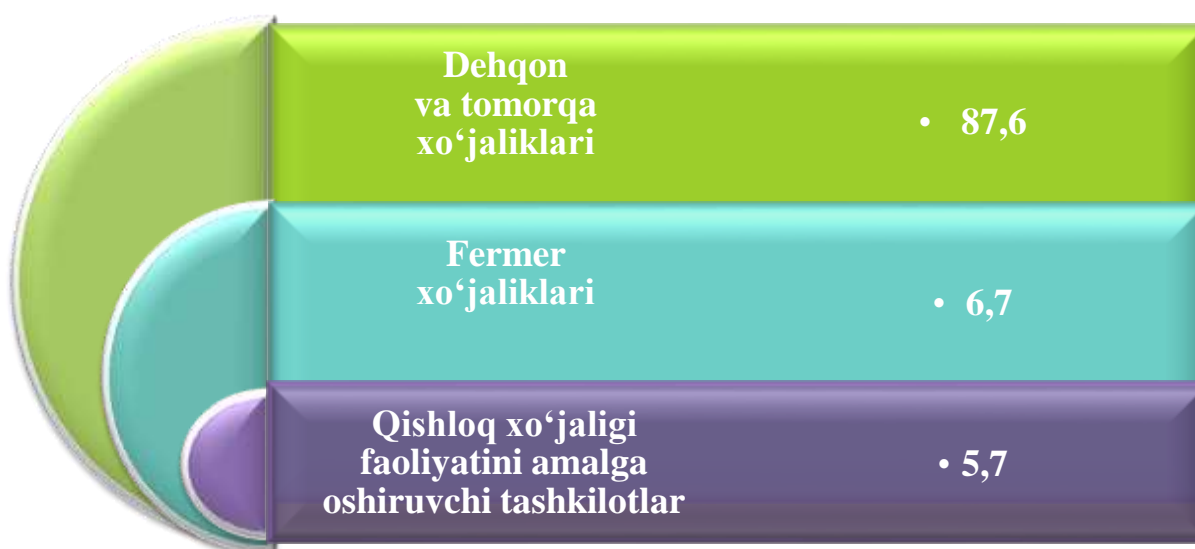 Dehqon
va tomorqa
xo‘jaliklari
• 87,6
Fermer
xo‘jaliklari
• 6,7
Qishloq xo‘jaligi
faoliyatini amalga
oshiruvchi tashkilotlar
• 5,7